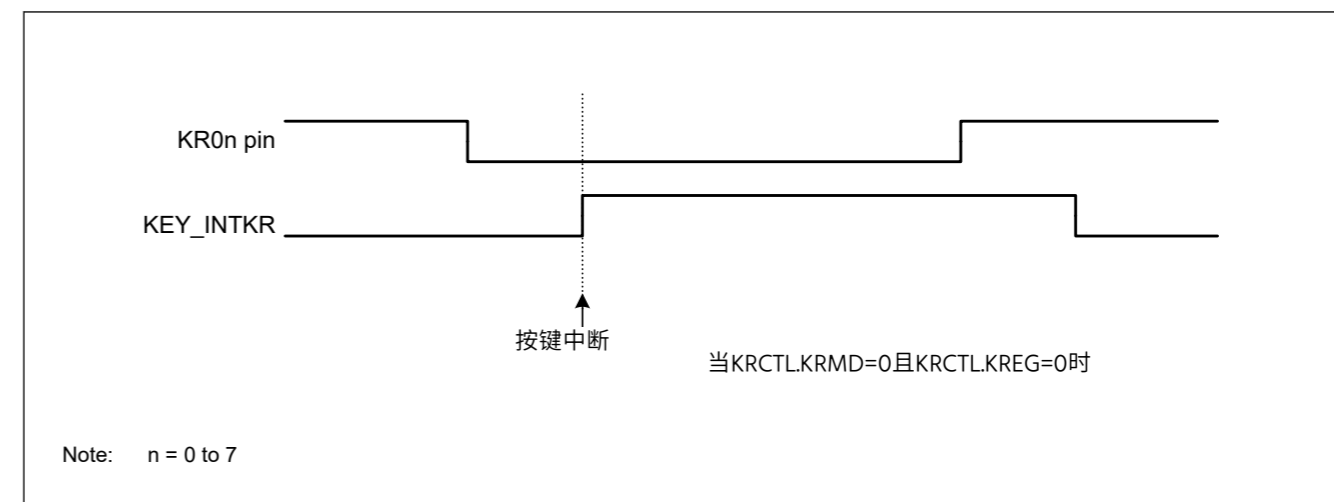 KR0n pin
KEY_INTKR
按键中断
当KRCTL.KRMD=0且KRCTL.KREG=0时
Note: n = 0 to 7